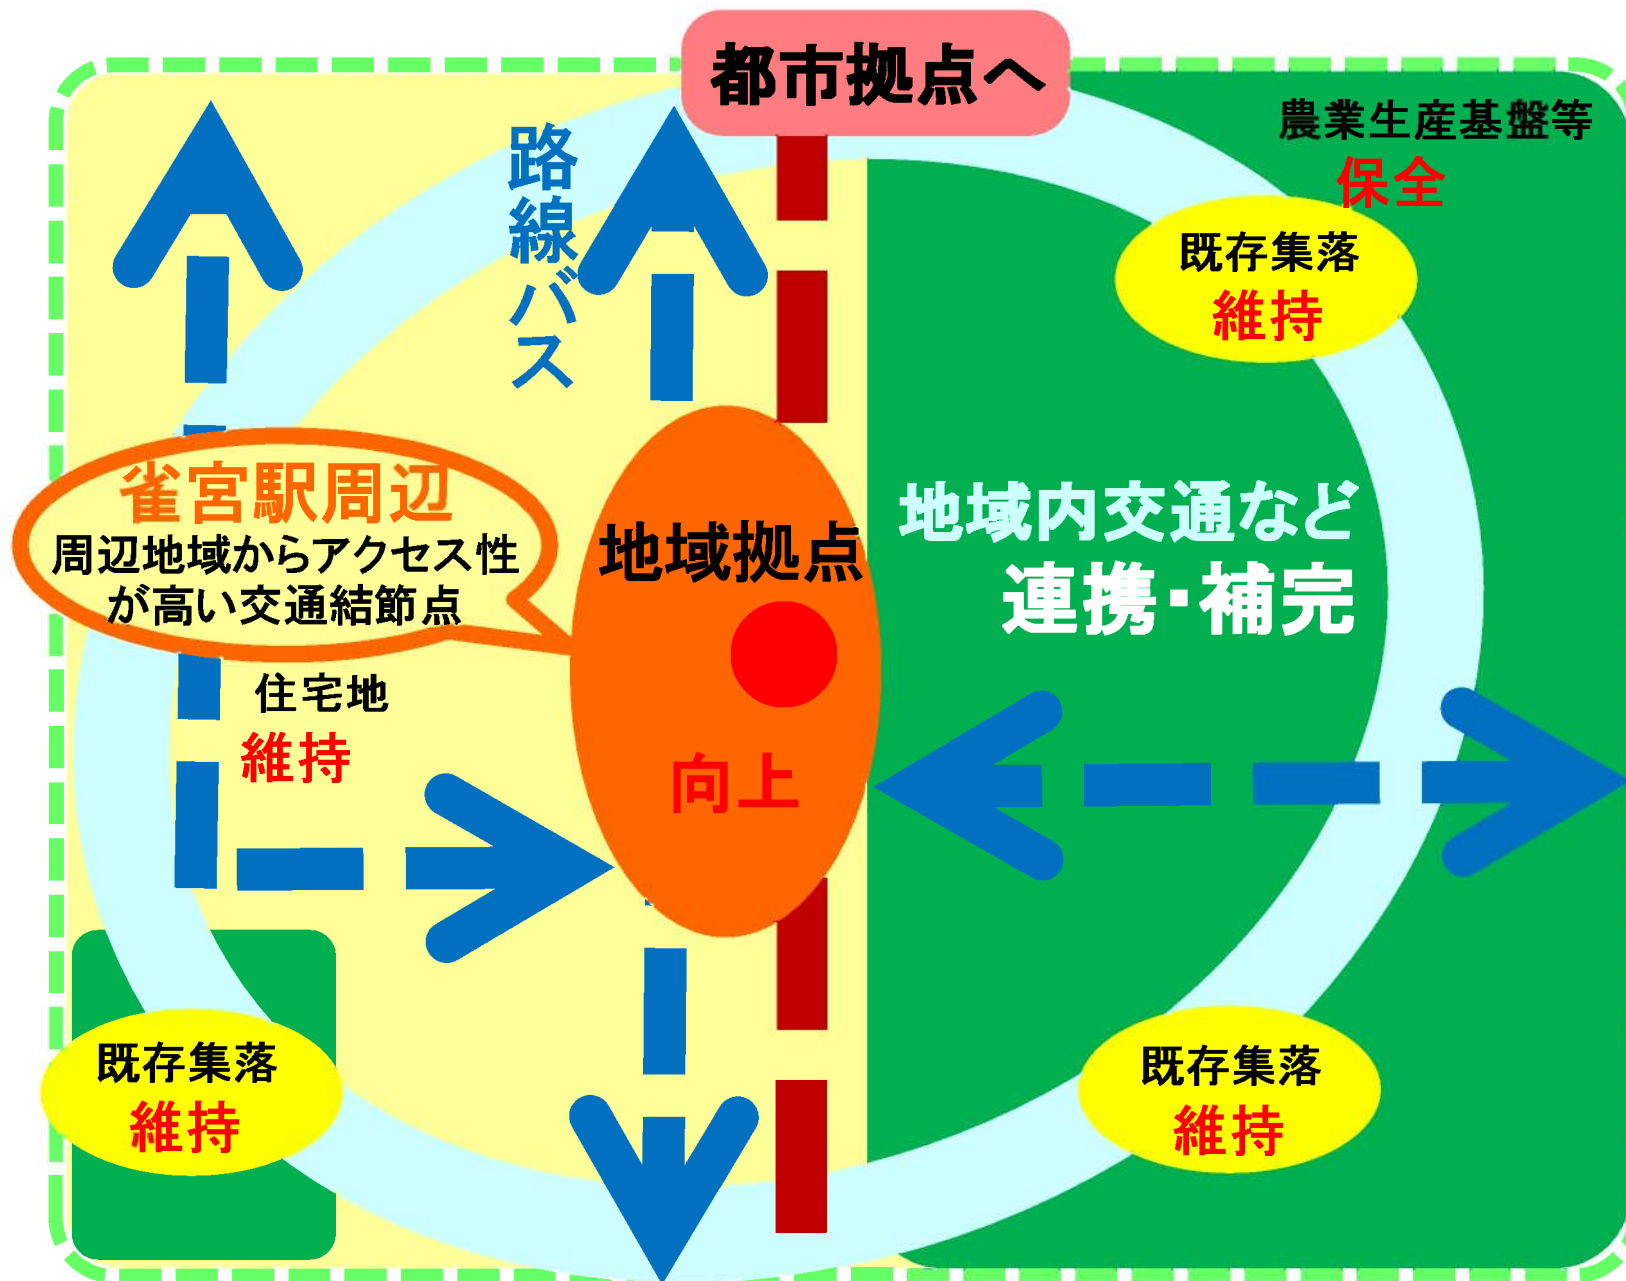 都市拠点へ
農業生産基盤等
保全
路線バス
既存集落
維持
雀宮駅周辺
周辺地域からアクセス性
が高い交通結節点
地域拠点
向上
地域内交通など
連携・補完
住宅地
維持
既存集落
維持
既存集落
維持